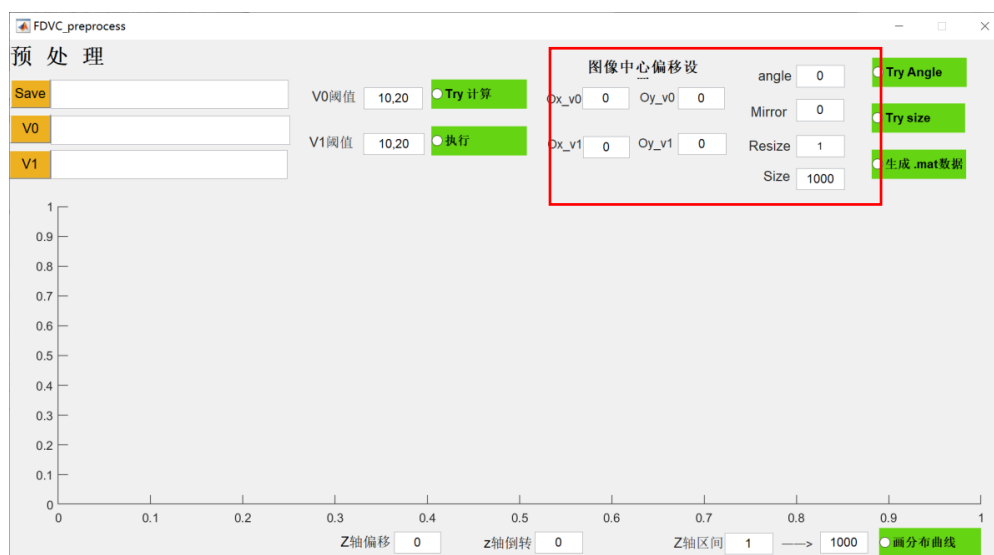 FDVC_preprocess
预 处 理
图像中心偏移设
Save
V0阈值 10,20 Try 计算
Ox_v0 0 Oy_v0 0
angle 0 Try Angle
V0
Mirror 0 Try size
V1阈值 10,20 执行
Ox_v1 0 Oy_v1 0
Resize 1
V1
生成 .mat数据
Size 1000
1
0.9
0.8
0.7
0.6
0.5
0.4
0.3
0.2
0.1
0
0 0.1 0.2 0.3 0.4 0.5 0.6 0.7 0.8 0.9 1
Z轴偏移 0 z轴倒转 0 Z轴区间 1 ——> 1000 画分布曲线